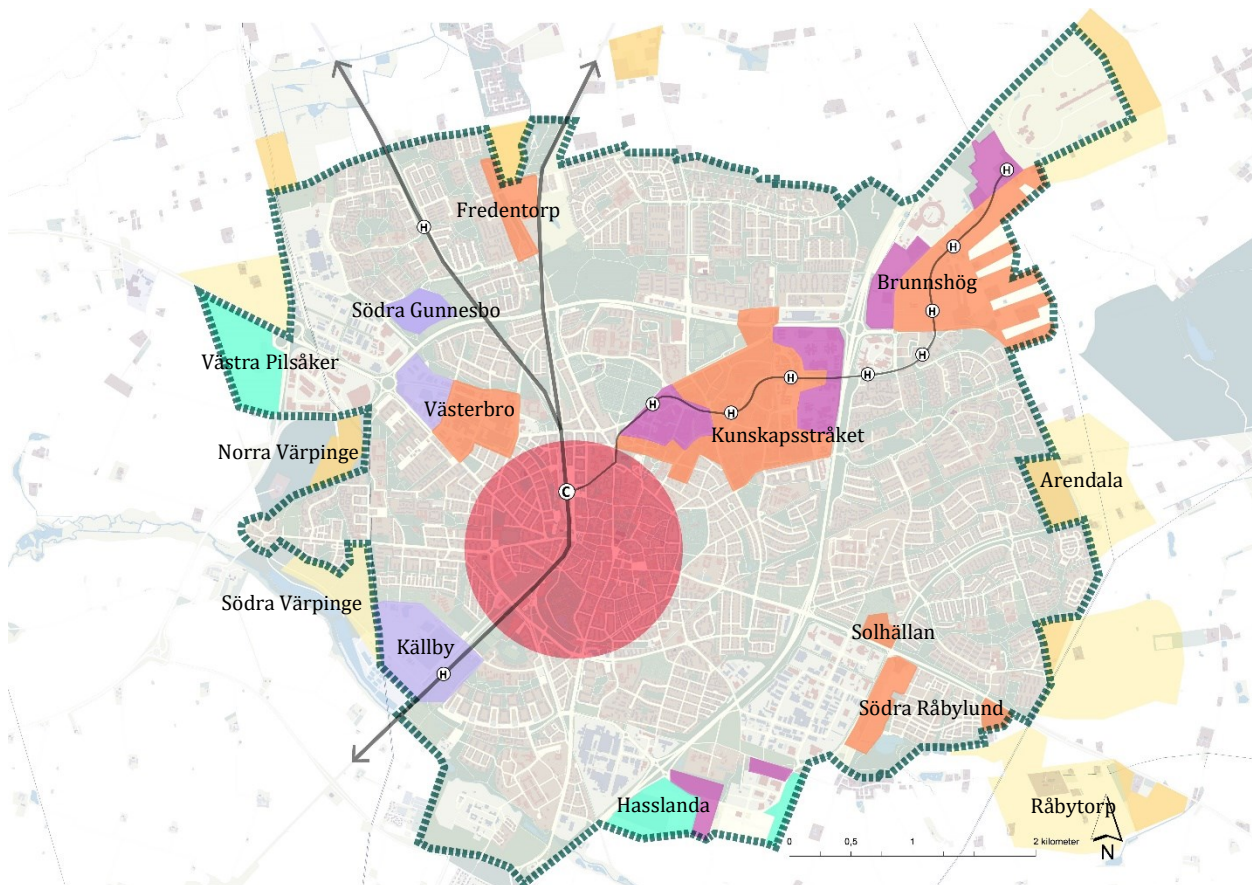 H
Fredentorp
H
H
Brunnshög
Södra Gunnesbo
H
Västra Pilsåker
H
H
H
Västerbro
H
H
Kunskapsstråket
Norra Värpinge
Arendala
C
Södra Värpinge
Solhällan
Källby
H
Södra Råbylund
Hasslanda
Råbytorp
0 0,5 1 2 kilometer
N